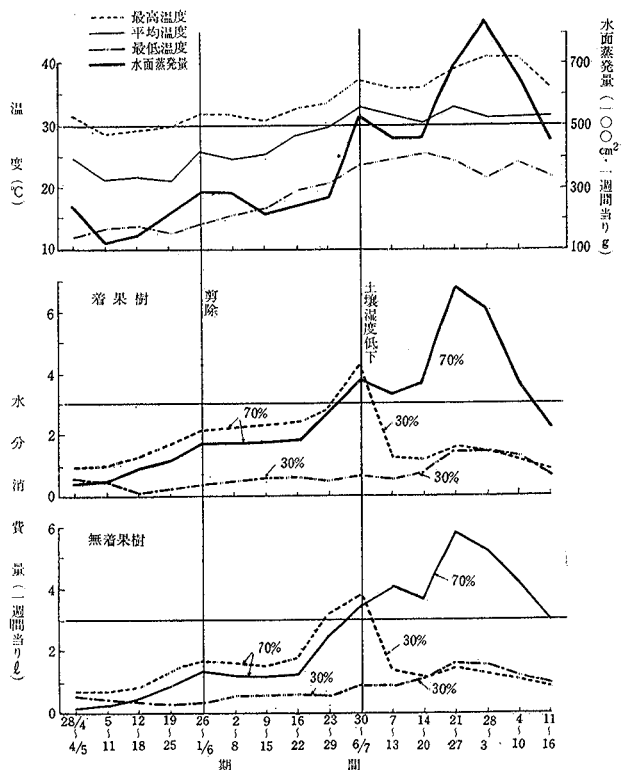 最高温度
平均温度
最低温度
水面蒸発量
温度(℃)
40
30
20
10
水面蒸発量(一〇〇cm²・一週間当りg)
700
500
300
100
着果樹
剪除
土壌湿度低下
70%
70%
30%
30%
30%
6
4
2
0
水分消費量(一週間当りℓ)
無着果樹
70%
70%
30%
30%
30%
6
4
2
0
28/4 5 12 19 26 2 9 16 23 30 7 14 21 28 4 11
〜 〜 〜 〜 〜 〜 〜 〜 〜 〜 〜 〜 〜 〜 〜 〜
4/5 11 18 25 1/6 8 15 22 29 6/7 13 20 27 3 10 16
期間